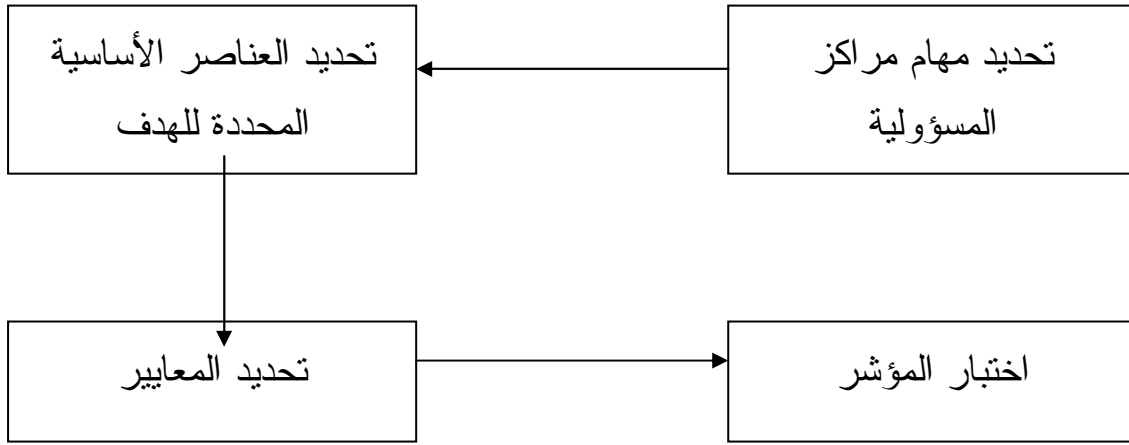 تحديد مهام مراكز
المسؤولية
تحديد العناصر الأساسية
المحددة للهدف
تحديد المعايير
اختبار المؤشر